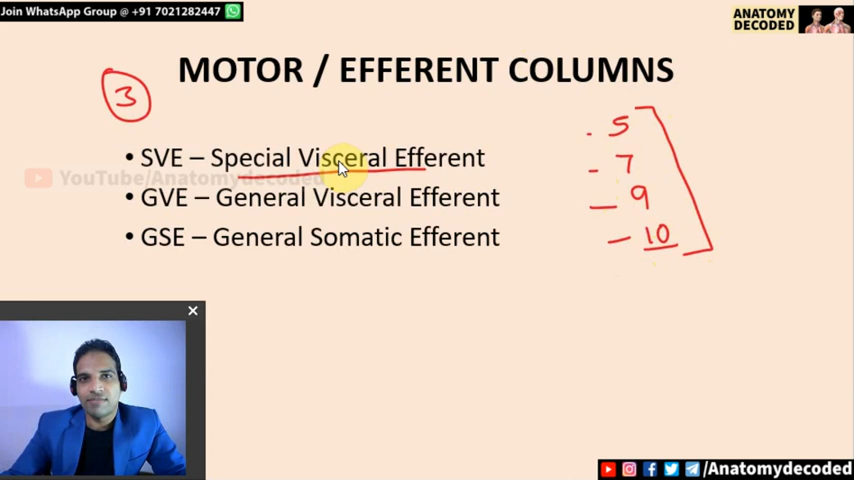 Join WhatsApp Group @ +91 7021282447
ANATOMY
DECODED
MOTOR / EFFERENT COLUMNS
3
• SVE – Special Visceral Efferent
YouTube/Anatomydecoded
• GVE – General Visceral Efferent
• GSE – General Somatic Efferent
- 5
- 7
- 9
- 10
/Anatomydecoded